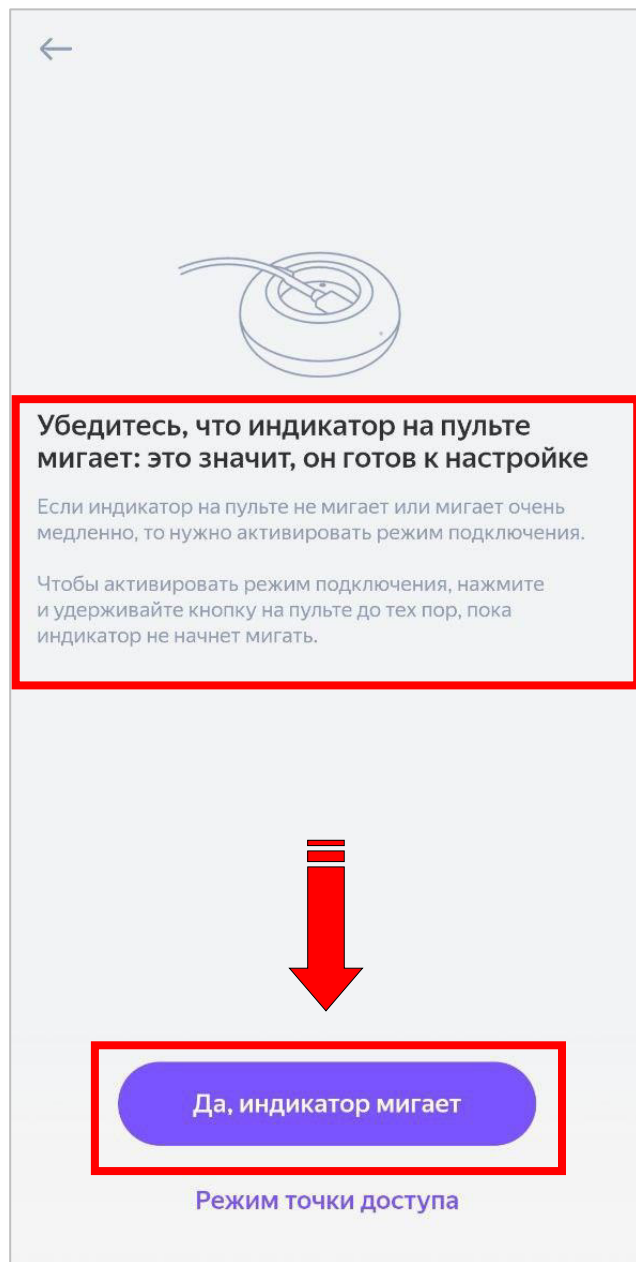 Убедитесь, что индикатор на пульте
мигает: это значит, он готов к настройке
Если индикатор на пульте не мигает или мигает очень
медленно, то нужно активировать режим подключения.
Чтобы активировать режим подключения, нажмите
и удерживайте кнопку на пульте до тех пор, пока
индикатор не начнет мигать.
Да, индикатор мигает
Режим точки доступа